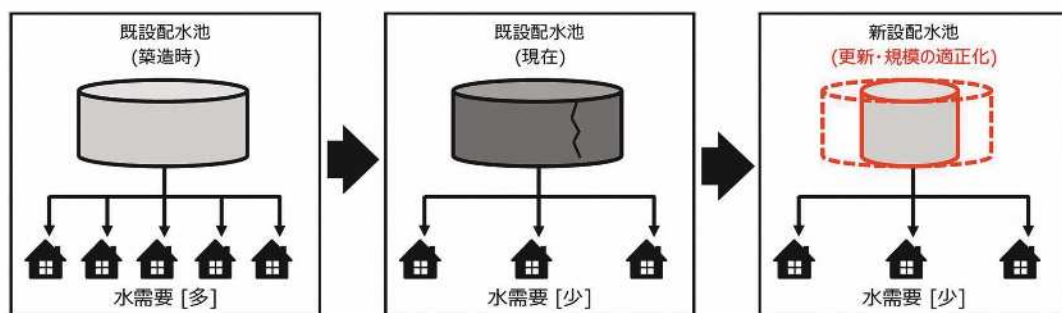 既設配水池
(築造時)
水需要 [多]
既設配水池
(現在)
水需要 [少]
新設配水池
(更新・規模の適正化)
水需要 [少]